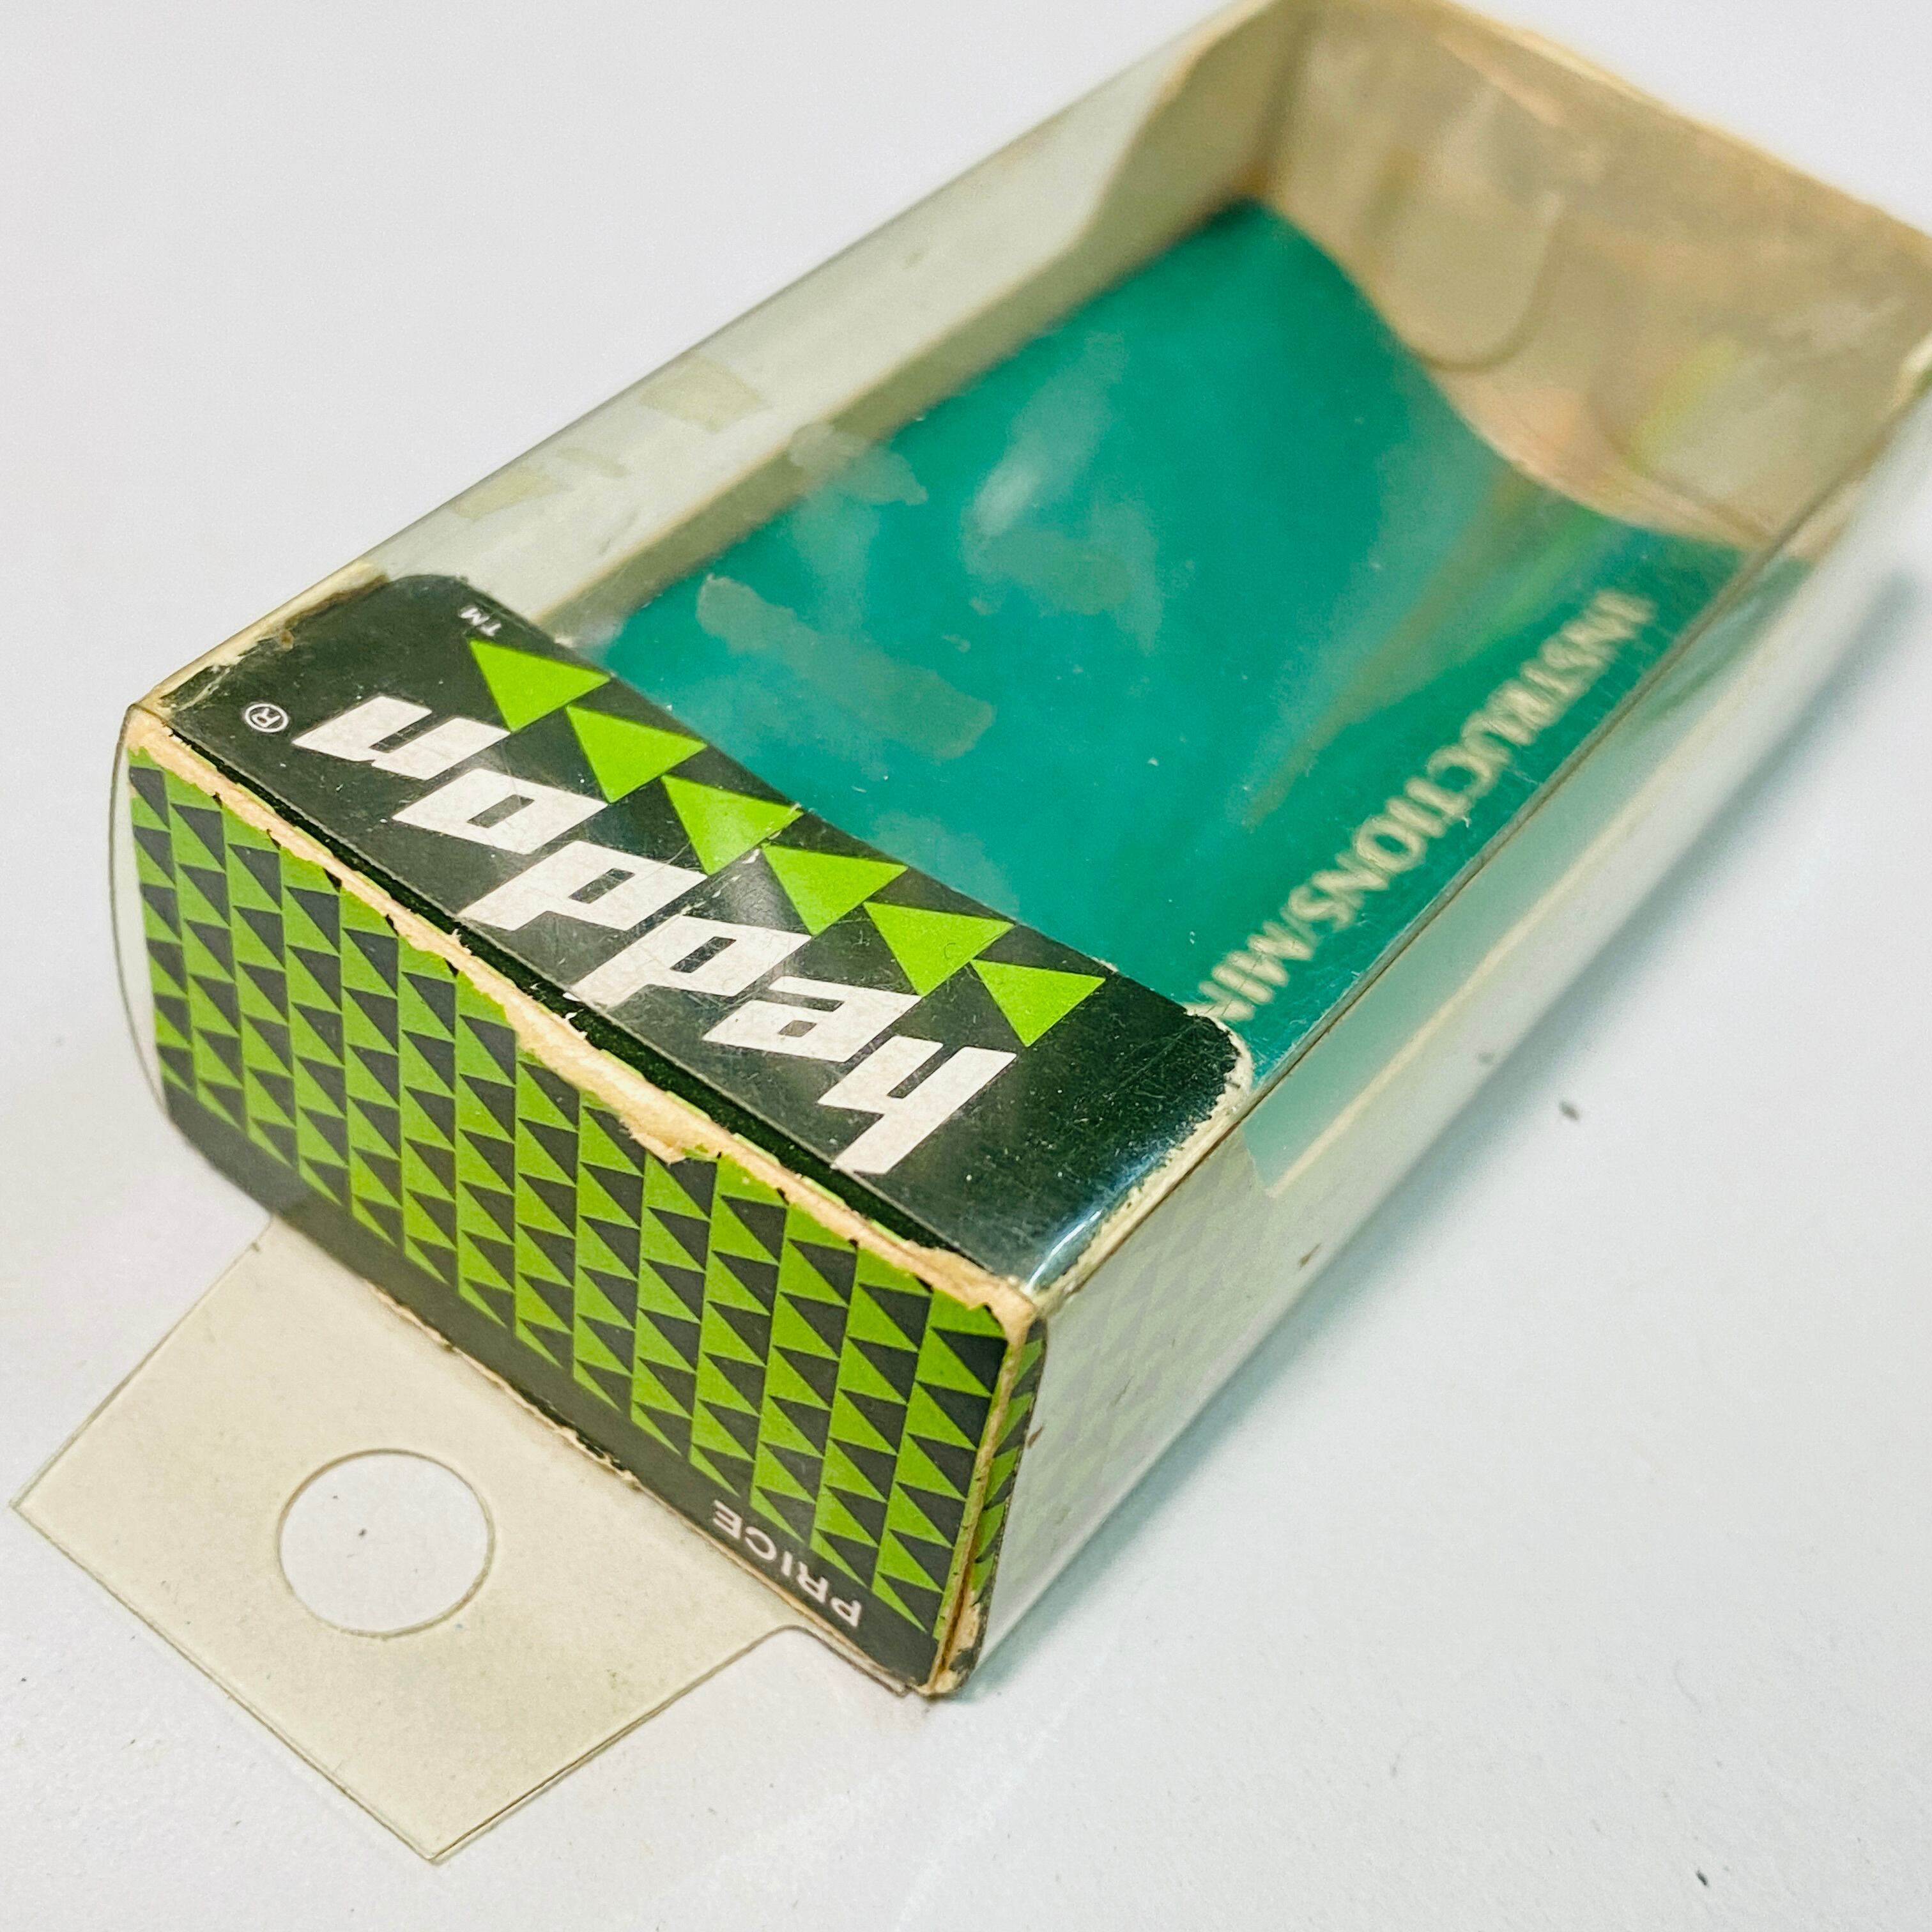 heddon®
TM
PRICE
INSTRUCTIONS/